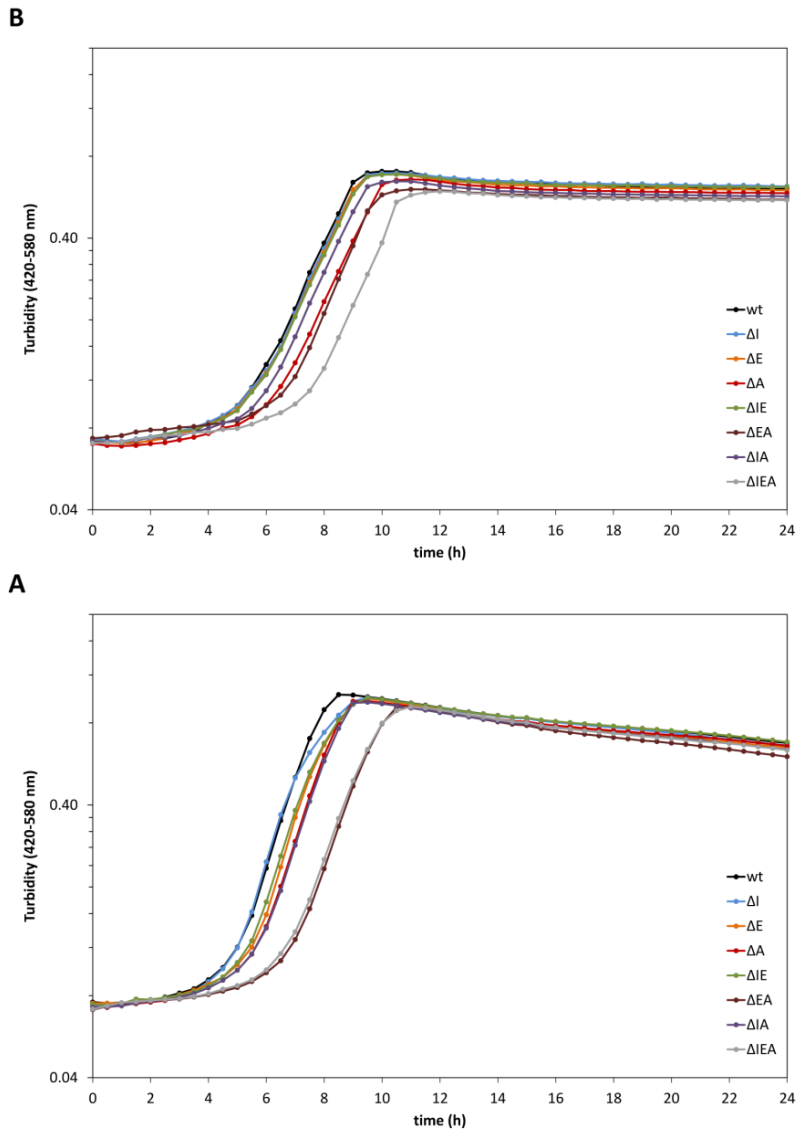 B
Turbidity (420-580 nm)
0.40
0.04
0 2 4 6 8 10 12 14 16 18 20 22 24
time (h)
wt
ΔI
ΔE
ΔA
ΔIE
ΔEA
ΔIA
ΔIEA
A
Turbidity (420-580 nm)
0.40
0.04
0 2 4 6 8 10 12 14 16 18 20 22 24
time (h)
wt
ΔI
ΔE
ΔA
ΔIE
ΔEA
ΔIA
ΔIEA